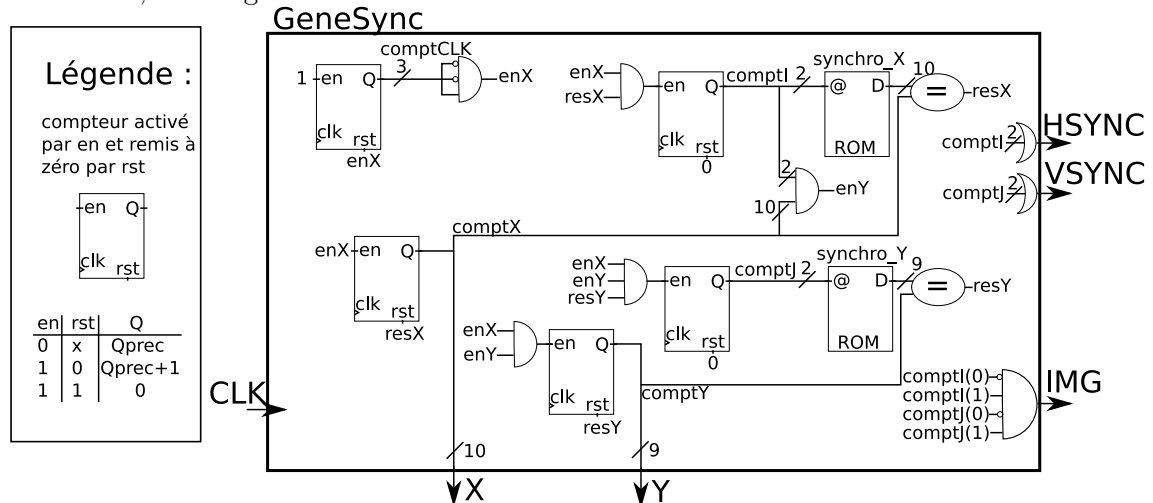 GeneSync
Légende :
compteur activé
par en et remis à
zéro par rst
en Q
clk
rst
en rst Q
0 x Qprec
1 0 Qprec+1
1 1 0
comptCLK
1 en Q 3 enX
clk
rst
enX
enX
resX
en Q
clk
rst
0
comptI 2
synchro_X
@ D 10
ROM
= resX
2
10
enY
comptI 2 HSYNC
comptJ 2 VSYNC
comptX
enX en Q
clk
rst
resX
enX
enY
resY
en Q
clk
rst
0
comptJ 2
synchro_Y
@ D 9
ROM
= resY
enX
enY
en Q
clk
rst
resY
comptY
CLK
comptI(0)
comptI(1)
comptJ(0)
comptJ(1)
IMG
10
9
X
Y